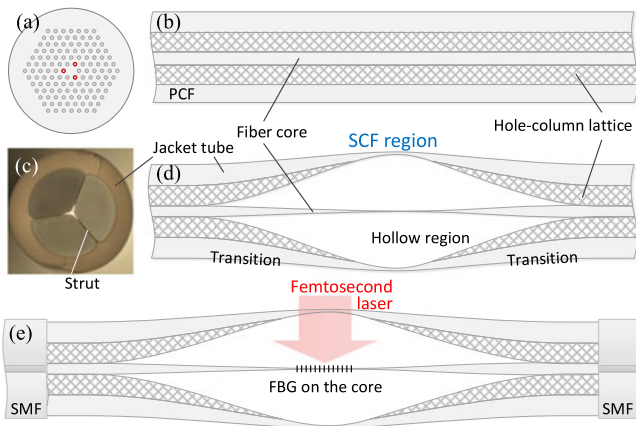 (a)
(b)
PCF
Fiber core
Hole-column lattice
(c)
Jacket tube
Strut
SCF region
(d)
Hollow region
Transition
Transition
Femtosecond
laser
(e)
FBG on the core
SMF
SMF